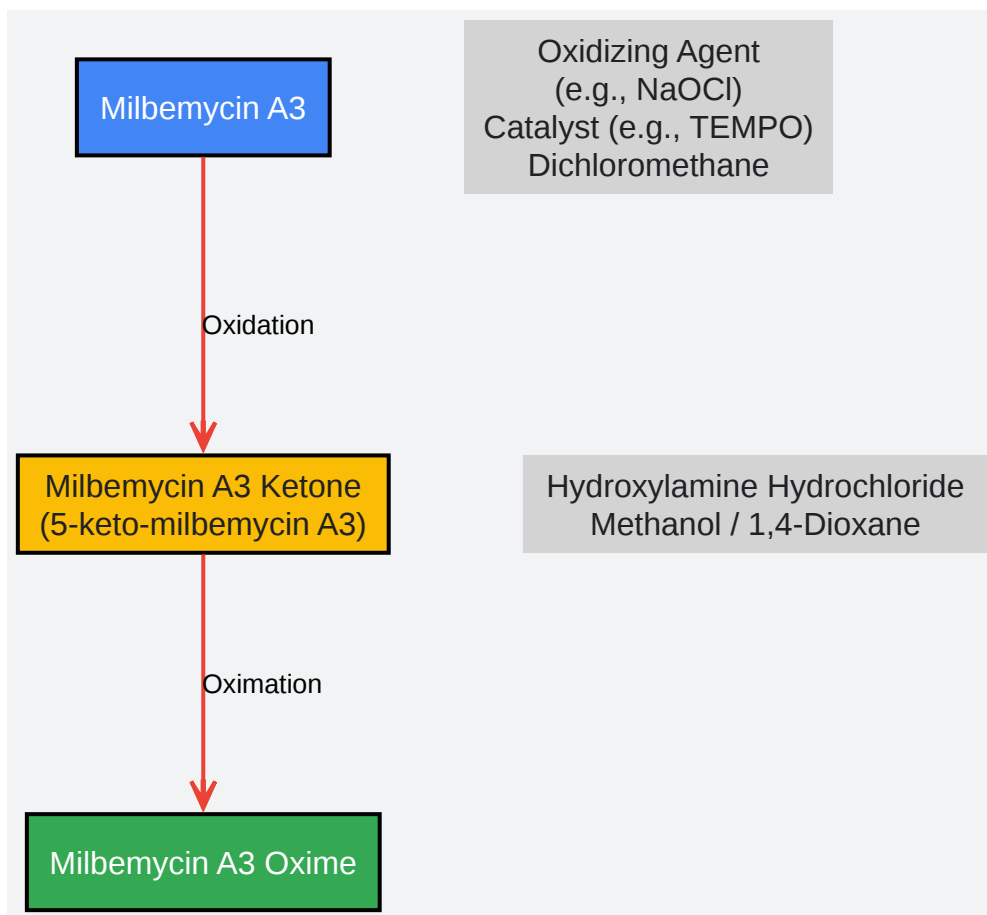 Milbemycin A3
Oxidizing Agent
(e.g., NaOCl)
Catalyst (e.g., TEMPO)
Dichloromethane
Oxidation
Milbemycin A3 Ketone
(5-keto-milbemycin A3)
Hydroxylamine Hydrochloride
Methanol / 1,4-Dioxane
Oximation
Milbemycin A3 Oxime